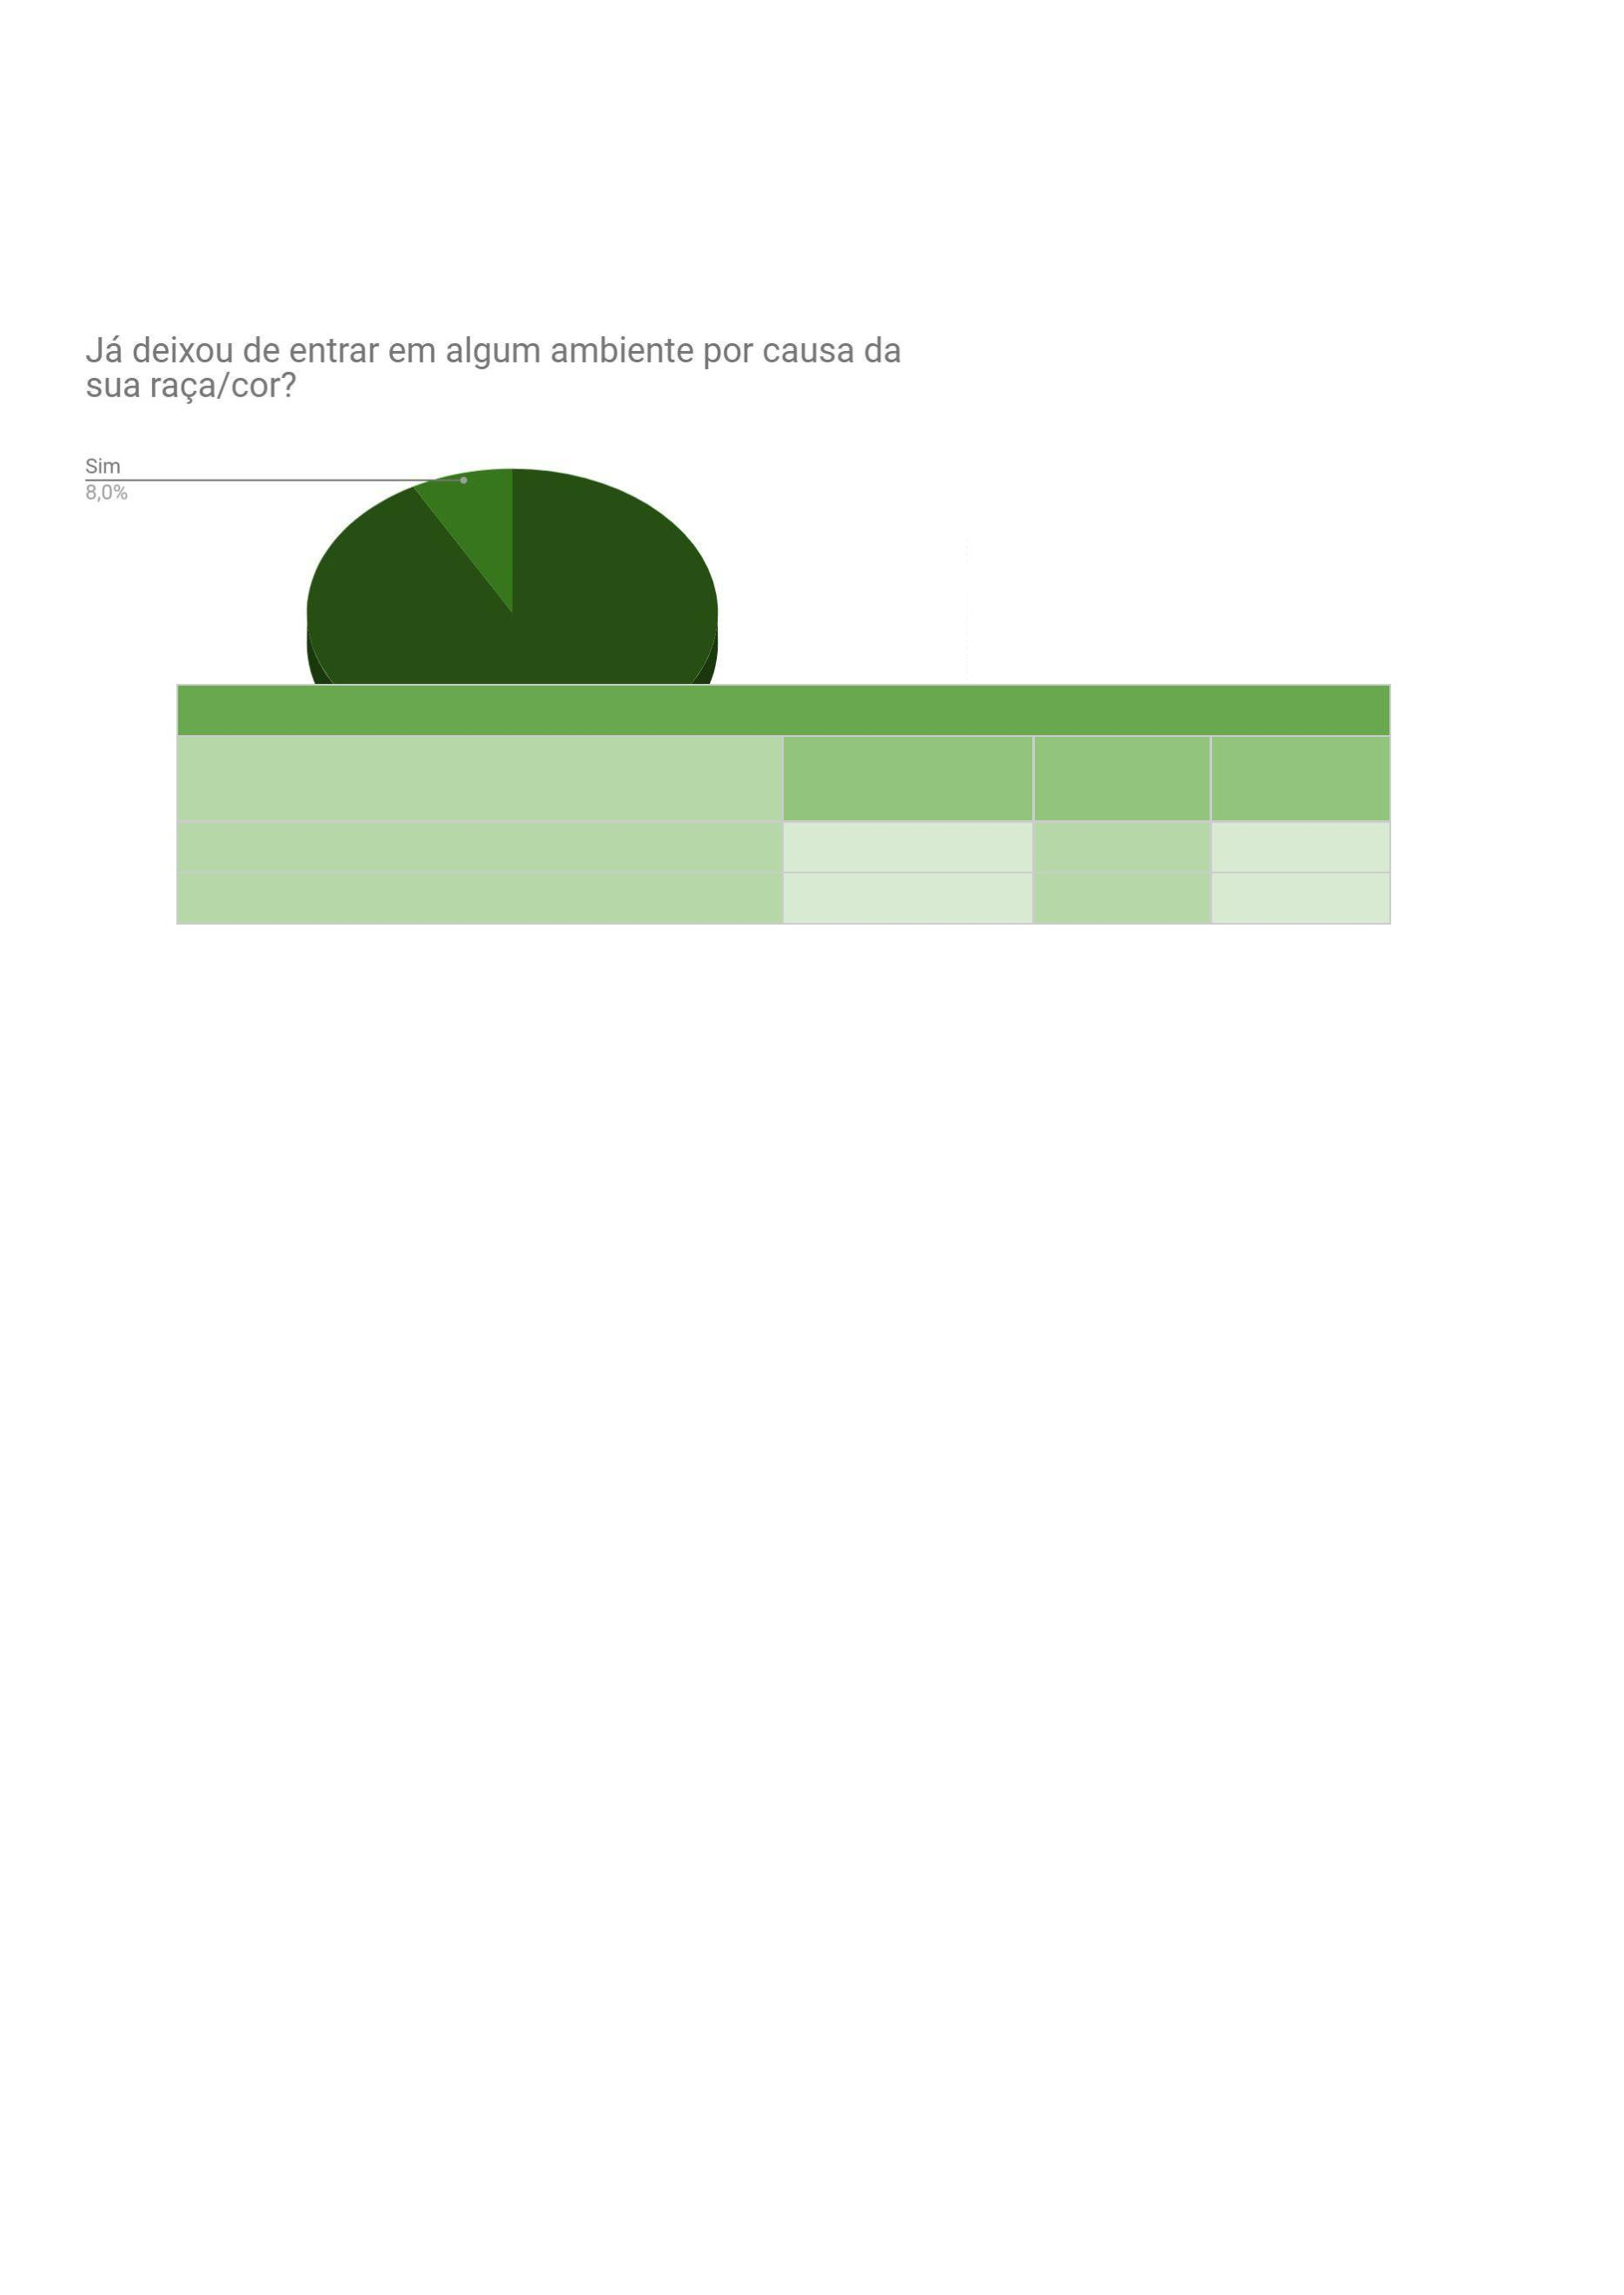 Já deixou de entrar em algum ambiente por causa da
sua raça/cor?
Sim
8,0%